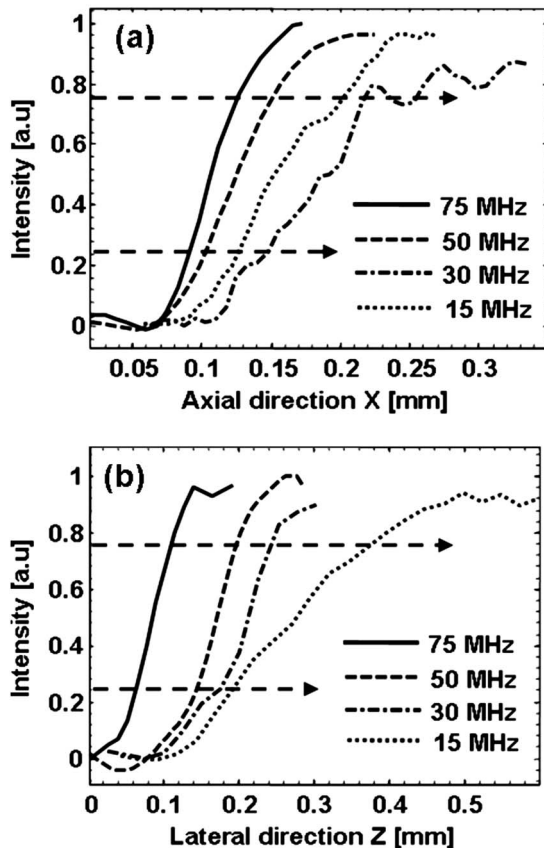 (a)
Intensity [a.u]
1
0.8
0.6
0.4
0.2
0
75 MHz
50 MHz
30 MHz
15 MHz
0.05 0.1 0.15 0.2 0.25 0.3
Axial direction X [mm]
(b)
Intensity [a.u]
1
0.8
0.6
0.4
0.2
0
75 MHz
50 MHz
30 MHz
15 MHz
0 0.1 0.2 0.3 0.4 0.5
Lateral direction Z [mm]